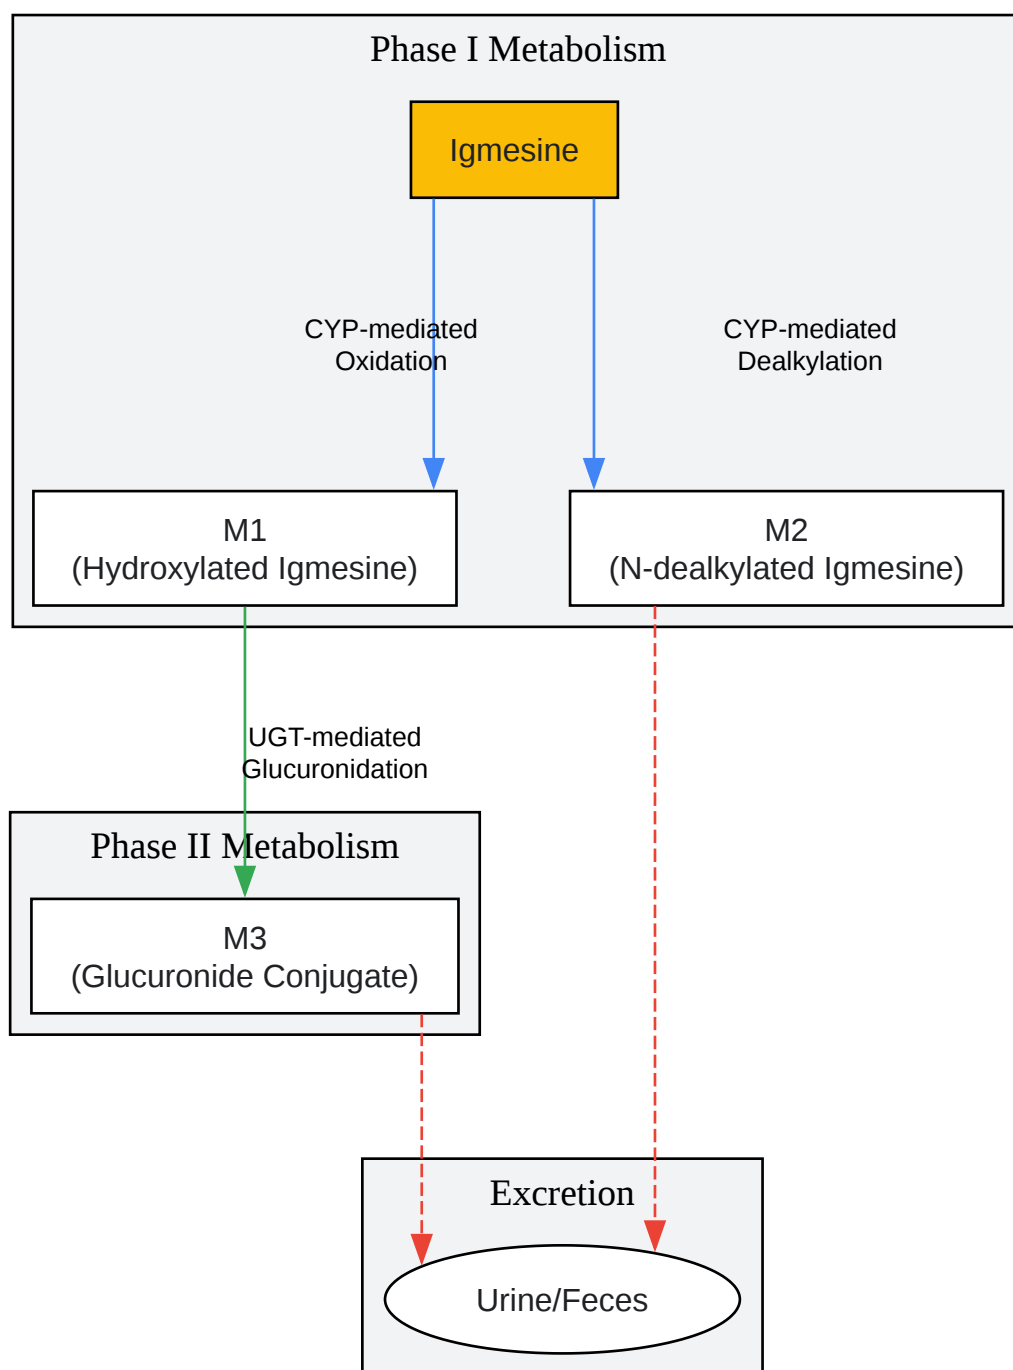 Phase I Metabolism
Igmesine
CYP-mediated
Oxidation
CYP-mediated
Dealkylation
M1
(Hydroxylated Igmesine)
M2
(N-dealkylated Igmesine)
UGT-mediated
Glucuronidation
Phase II Metabolism
M3
(Glucuronide Conjugate)
Excretion
Urine/Feces